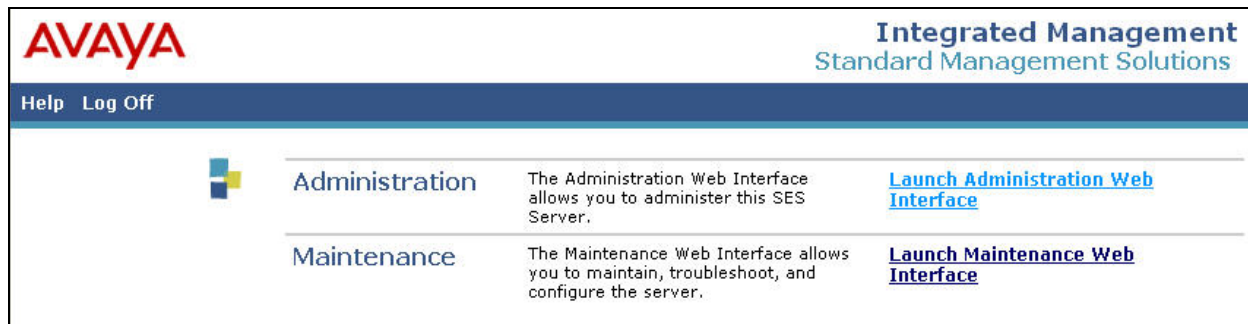 AVAYA
Integrated Management
Standard Management Solutions
Help Log Off
Administration
The Administration Web Interface
allows you to administer this SES
Server.
Launch Administration Web
Interface
Maintenance
The Maintenance Web Interface allows
you to maintain, troubleshoot, and
configure the server.
Launch Maintenance Web
Interface